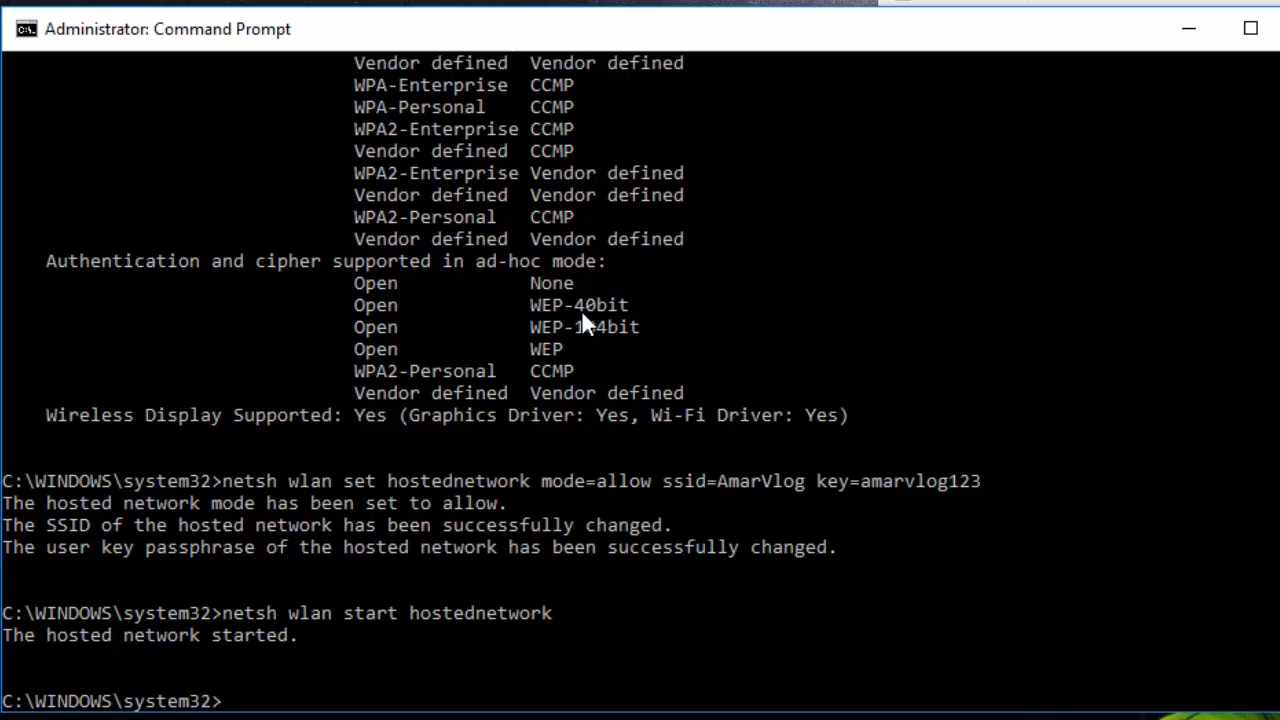 Administrator: Command Prompt
Vendor defined Vendor defined
WPA-Enterprise CCMP
WPA-Personal CCMP
WPA2-Enterprise CCMP
Vendor defined CCMP
WPA2-Enterprise Vendor defined
Vendor defined Vendor defined
WPA2-Personal CCMP
Vendor defined Vendor defined
Authentication and cipher supported in ad-hoc mode:
Open None
Open WEP-40bit
Open
Open WEP
WPA2-Personal CCMP
Vendor defined Vendor defined
Wireless Display Supported: Yes (Graphics Driver: Yes, Wi-Fi Driver: Yes)
C:\WINDOWS\system32>netsh wlan set hostednetwork mode=allow ssid=AmarVlog key=amarvlog123
The hosted network mode has been set to allow.
The SSID of the hosted network has been successfully changed.
The user key passphrase of the hosted network has been successfully changed.
C:\WINDOWS\system32>netsh wlan start hostednetwork
The hosted network started.
C:\WINDOWS\system32>